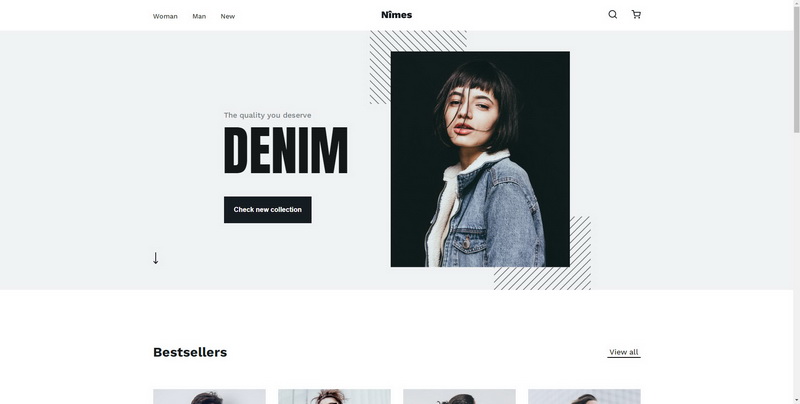 Woman Man New Nîmes
The quality you deserve
DENIM
Check new collection
Bestsellers View all